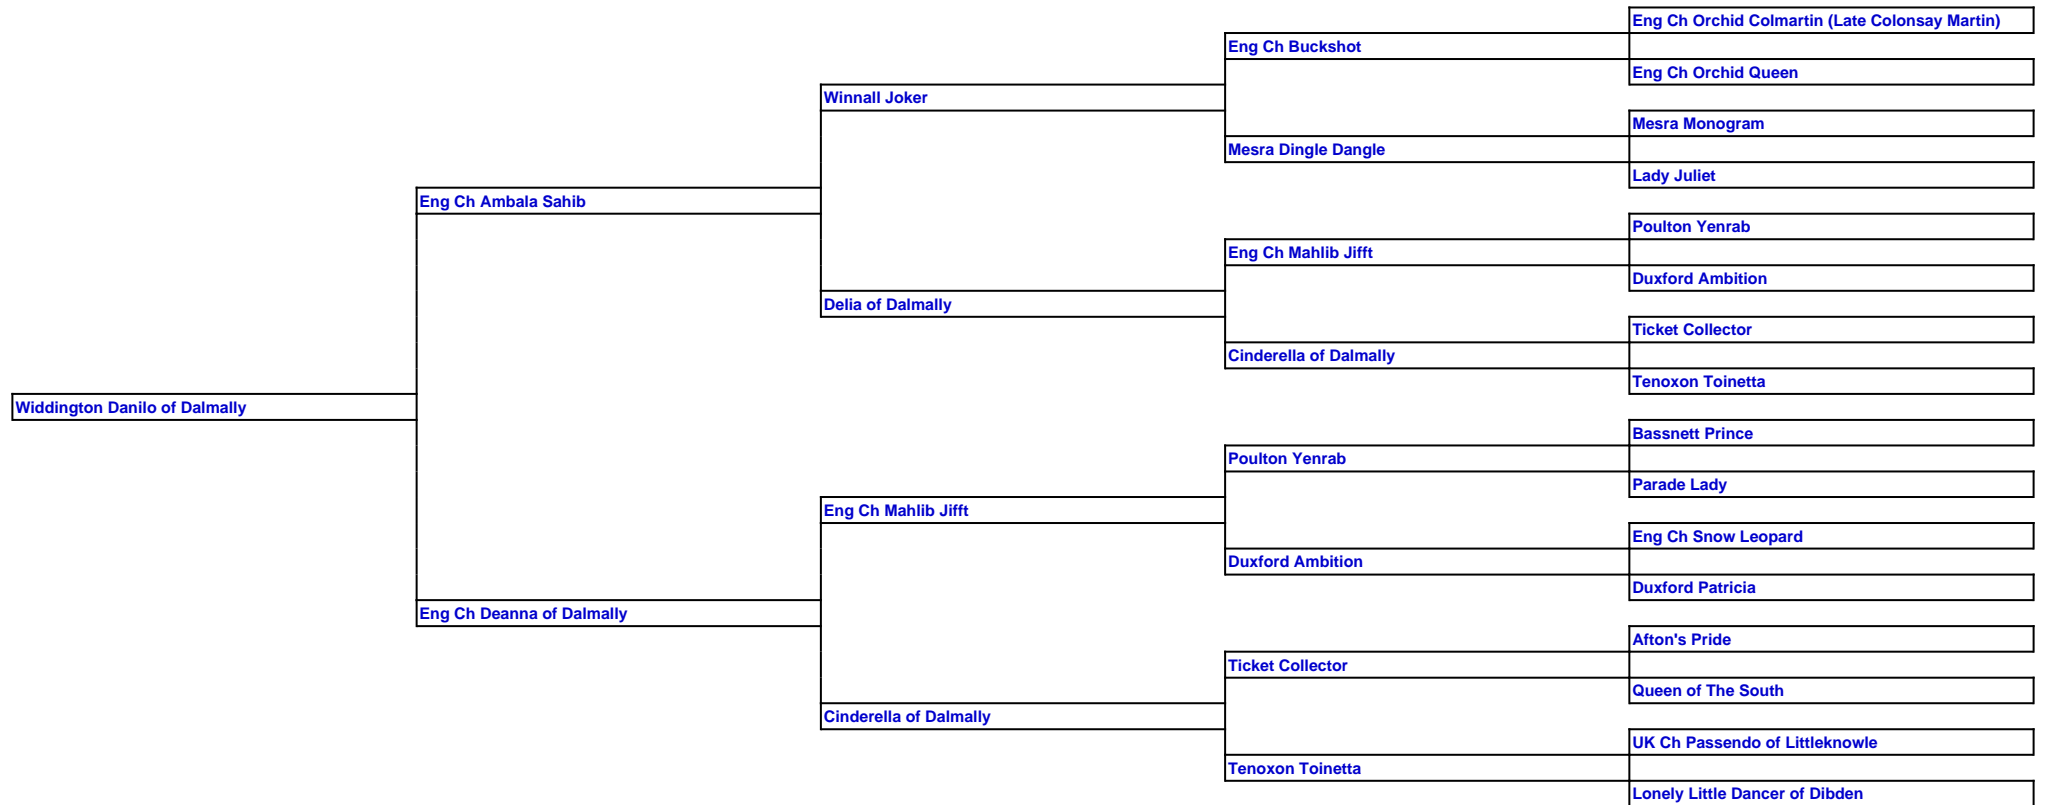 Eng Ch Orchid Colmartin (Late Colonsay Martin)
Eng Ch Buckshot
Eng Ch Orchid Queen
Winnall Joker
Mesra Monogram
Mesra Dingle Dangle
Lady Juliet
Eng Ch Ambala Sahib
Poulton Yenrab
Eng Ch Mahlib Jifft
Duxford Ambition
Delia of Dalmally
Ticket Collector
Cinderella of Dalmally
Tenoxon Toinetta
Widdington Danilo of Dalmally
Bassnett Prince
Poulton Yenrab
Parade Lady
Eng Ch Mahlib Jifft
Eng Ch Snow Leopard
Duxford Ambition
Duxford Patricia
Eng Ch Deanna of Dalmally
Afton's Pride
Ticket Collector
Queen of The South
Cinderella of Dalmally
UK Ch Passendo of Littleknowle
Tenoxon Toinetta
Lonely Little Dancer of Dibden